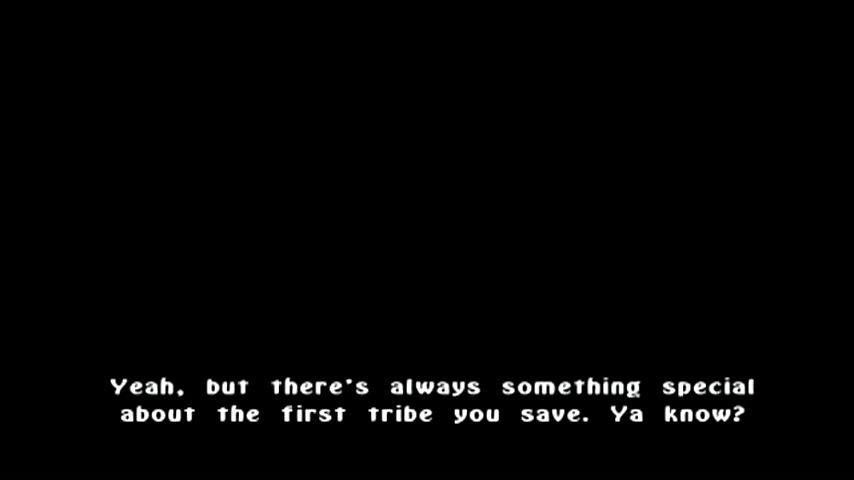 Yeah, but there's always something special
about the first tribe you save. Ya know?